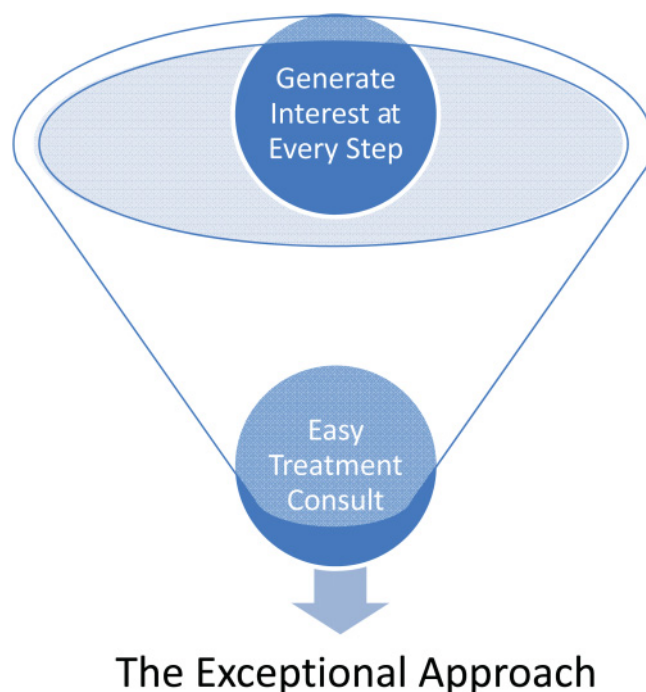 Generate
Interest at
Every Step
Easy
Treatment
Consult
The Exceptional Approach